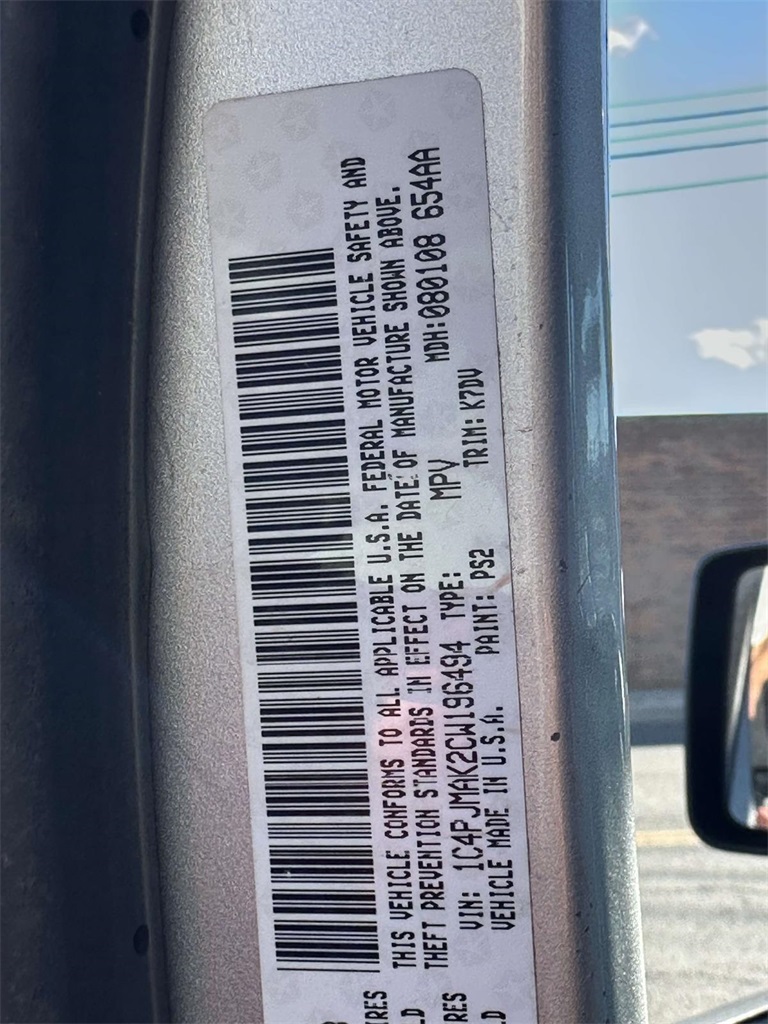 THIS VEHICLE CONFORMS TO ALL APPLICABLE U.S.A. FEDERAL MOTOR VEHICLE SAFETY AND
THEFT PREVENTION STANDARDS IN EFFECT ON THE DATE OF MANUFACTURE SHOWN ABOVE.
VIN: 1C4PJMAK2CW196494 TYPE: MPV MDH:080108 654AA
VEHICLE MADE IN U.S.A. PAINT: PS2 TRIM: K7DV